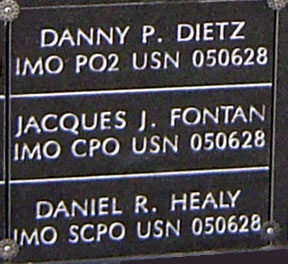 DANNY P. DIETZ
IMO PO2 USN 050628
JACQUES J. FONTAN
IMO CPO USN 050628
DANIEL R. HEALY
IMO SCPO USN 050628